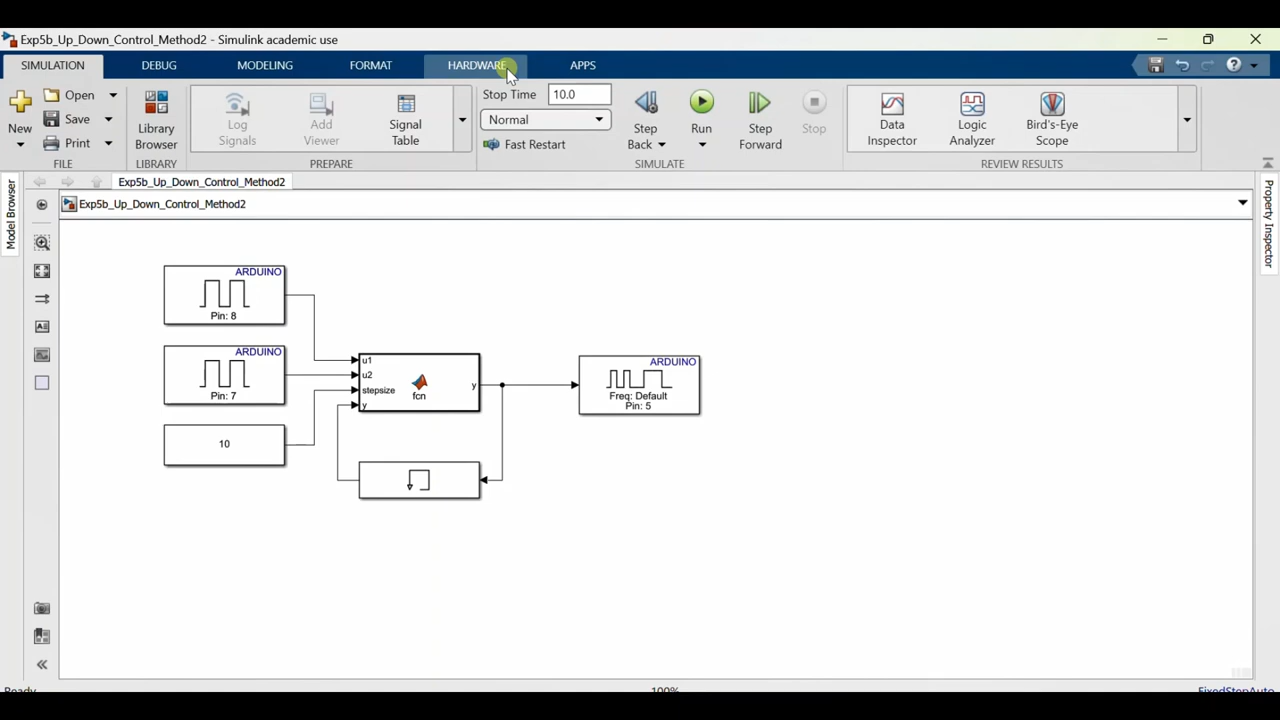 Exp5b_Up_Down_Control_Method2 - Simulink academic use
SIMULATION DEBUG MODELING FORMAT HARDWARE APPS
New
Open
Save
Print
FILE
Library
Browser
LIBRARY
Log
Signals
Add
Viewer
Signal
Table
PREPARE
Stop Time 10.0
Normal
Fast Restart
Step
Back
Run
Step
Forward
Stop
SIMULATE
Data
Inspector
Logic
Analyzer
Bird's-Eye
Scope
REVIEW RESULTS
Model Browser
Exp5b_Up_Down_Control_Method2
Exp5b_Up_Down_Control_Method2
Property Inspector
ARDUINO
Pin: 8
ARDUINO
Pin: 7
10
u1
u2
stepsize
y
fcn
y
ARDUINO
Freq: Default
Pin: 5
Ready
100%
FixedStepAuto